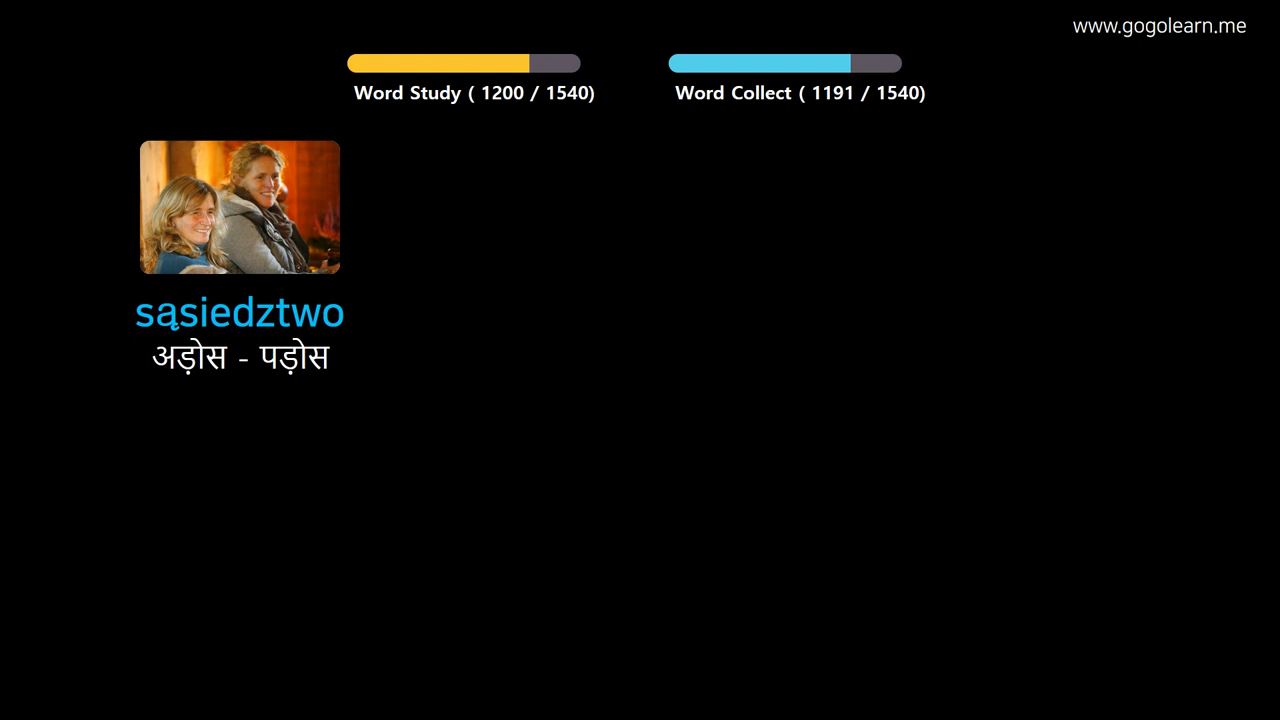 www.gogolearn.me
Word Study ( 1200 / 1540)
Word Collect ( 1191 / 1540)
sąsiedztwo
अड़ोस - पड़ोस